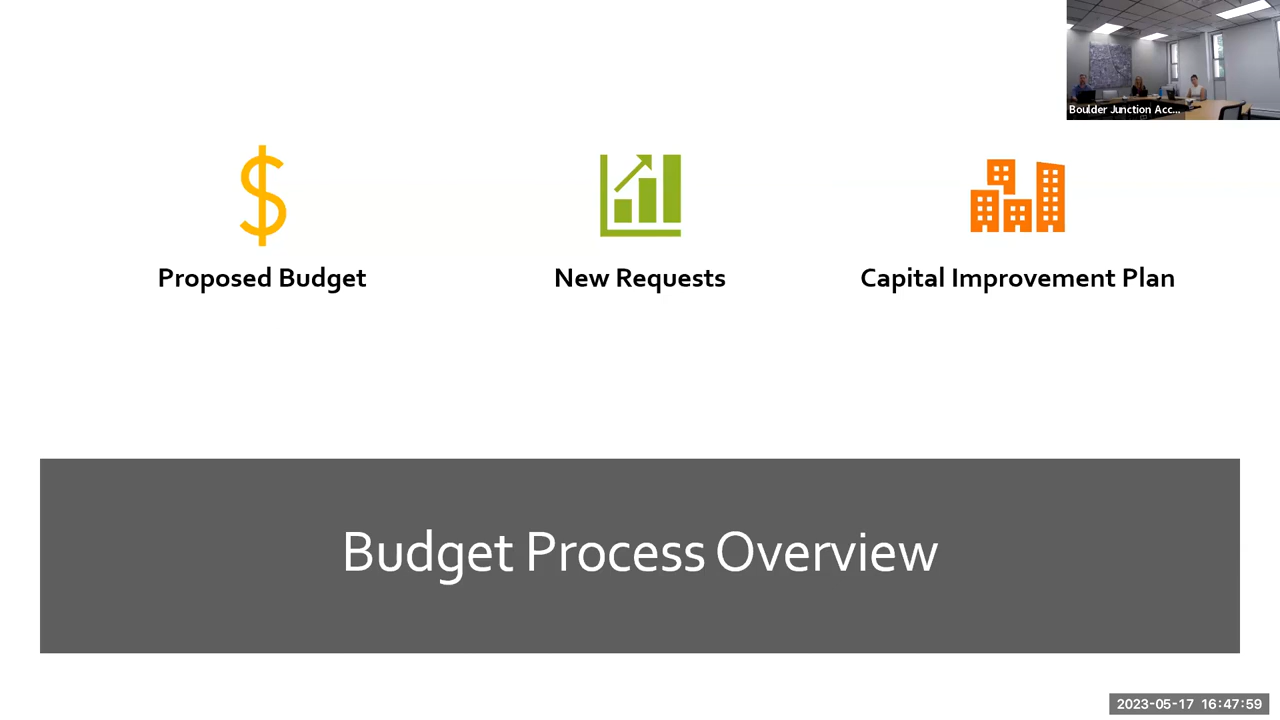 Boulder Junction Acc...
Proposed Budget
New Requests
Capital Improvement Plan
Budget Process Overview
2023-05-17 16:47:59